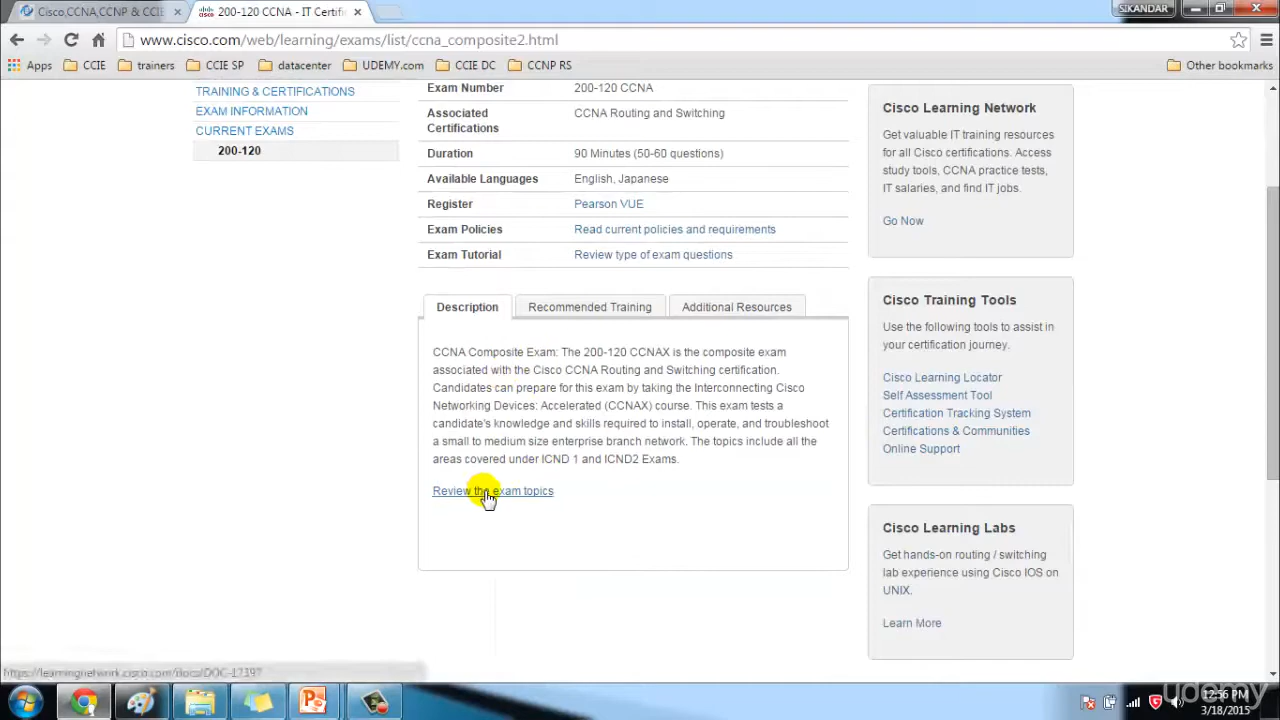 Cisco,CCNA,CCNP & CCIE
200-120 CCNA - IT Certifi
SIKANDAR
www.cisco.com/web/learning/exams/list/ccna_composite2.html
Apps
CCIE
trainers
CCIE SP
datacenter
UDEMY.com
CCIE DC
CCNP RS
Other bookmarks
TRAINING & CERTIFICATIONS
EXAM INFORMATION
CURRENT EXAMS
200-120
Exam Number 200-120 CCNA
Associated Certifications CCNA Routing and Switching
Duration 90 Minutes (50-60 questions)
Available Languages English, Japanese
Register Pearson VUE
Exam Policies Read current policies and requirements
Exam Tutorial Review type of exam questions
Description
Recommended Training
Additional Resources
CCNA Composite Exam: The 200-120 CCNAX is the composite exam
associated with the Cisco CCNA Routing and Switching certification.
Candidates can prepare for this exam by taking the Interconnecting Cisco
Networking Devices: Accelerated (CCNAX) course. This exam tests a
candidate's knowledge and skills required to install, operate, and troubleshoot
a small to medium size enterprise branch network. The topics include all the
areas covered under ICND 1 and ICND2 Exams.
Review the exam topics
Cisco Learning Network
Get valuable IT training resources
for all Cisco certifications. Access
study tools, CCNA practice tests,
IT salaries, and find IT jobs.
Go Now
Cisco Training Tools
Use the following tools to assist in
your certification journey.
Cisco Learning Locator
Self Assessment Tool
Certification Tracking System
Certifications & Communities
Online Support
Cisco Learning Labs
Get hands-on routing / switching
lab experience using Cisco IOS on
UNIX.
Learn More
https://learningnetwork.cisco.com/docs/DOC-17397
udemy
12:56 PM
3/18/2015